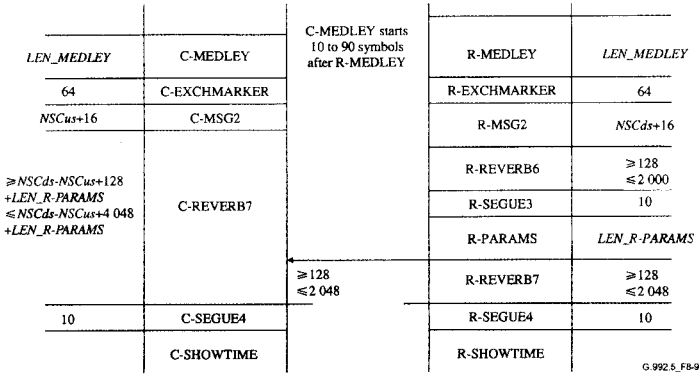 C-MEDLEY starts
10 to 90 symbols
after R-MEDLEY
LEN_MEDLEY C-MEDLEY R-MEDLEY LEN_MEDLEY
64 C-EXCHMARKER R-EXCHMARKER 64
NSCus+16 C-MSG2 R-MSG2 NSCds+16
≥NSCds-NSCus+128
+LEN_R-PARAMS
≤NSCds-NSCus+4 048
+LEN_R-PARAMS
C-REVERB7
R-REVERB6
≥128
≤2 000
R-SEGUE3 10
R-PARAMS LEN_R-PARAMS
≥128
≤2 048
R-REVERB7
≥128
≤2 048
10 C-SEGUE4 R-SEGUE4 10
C-SHOWTIME R-SHOWTIME
G.992.5_F8-9